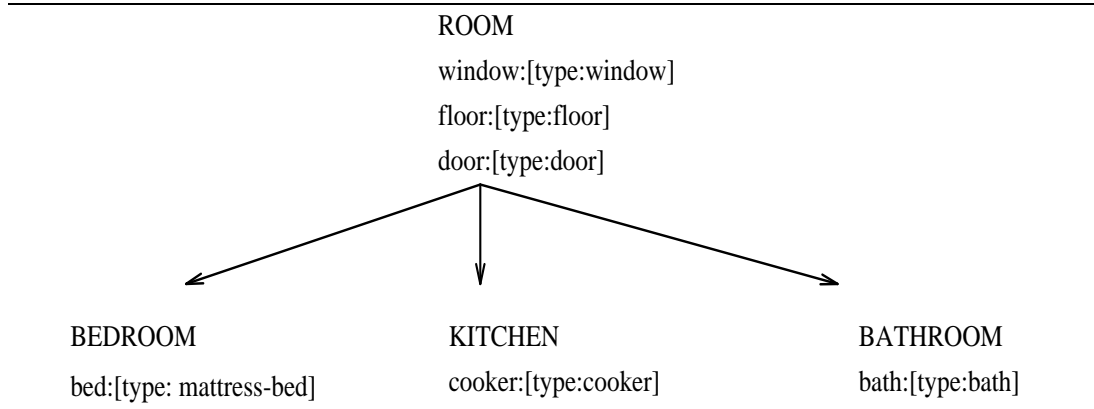 ROOM
window:[type:window]
floor:[type:floor]
door:[type:door]
BEDROOM
bed:[type: mattress-bed]
KITCHEN
cooker:[type:cooker]
BATHROOM
bath:[type:bath]